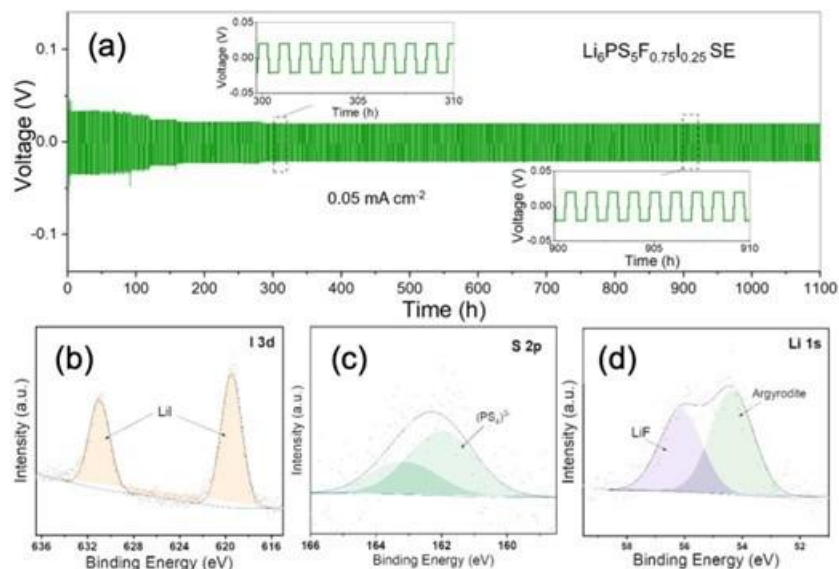 (a)
Li₆PS₅F₀.₇₅I₀.₂₅ SE
Voltage (V)
0.1
0.0
-0.1
Voltage (V)
0.05
0.00
-0.05
300 305 310
Time (h)
0.05 mA cm⁻²
Voltage (V)
0.05
0.00
-0.05
900 905 910
Time (h)
0 100 200 300 400 500 600 700 800 900 1000 1100
Time (h)
(b)
I 3d
LiI
Intensity (a.u.)
636 632 628 624 620 616
Binding Energy (eV)
(c)
S 2p
(PS₄)³⁻
Intensity (a.u.)
166 164 162 160
Binding Energy (eV)
(d)
Li 1s
Argyrodite
LiF
Intensity (a.u.)
58 56 54 52
Binding Energy (eV)